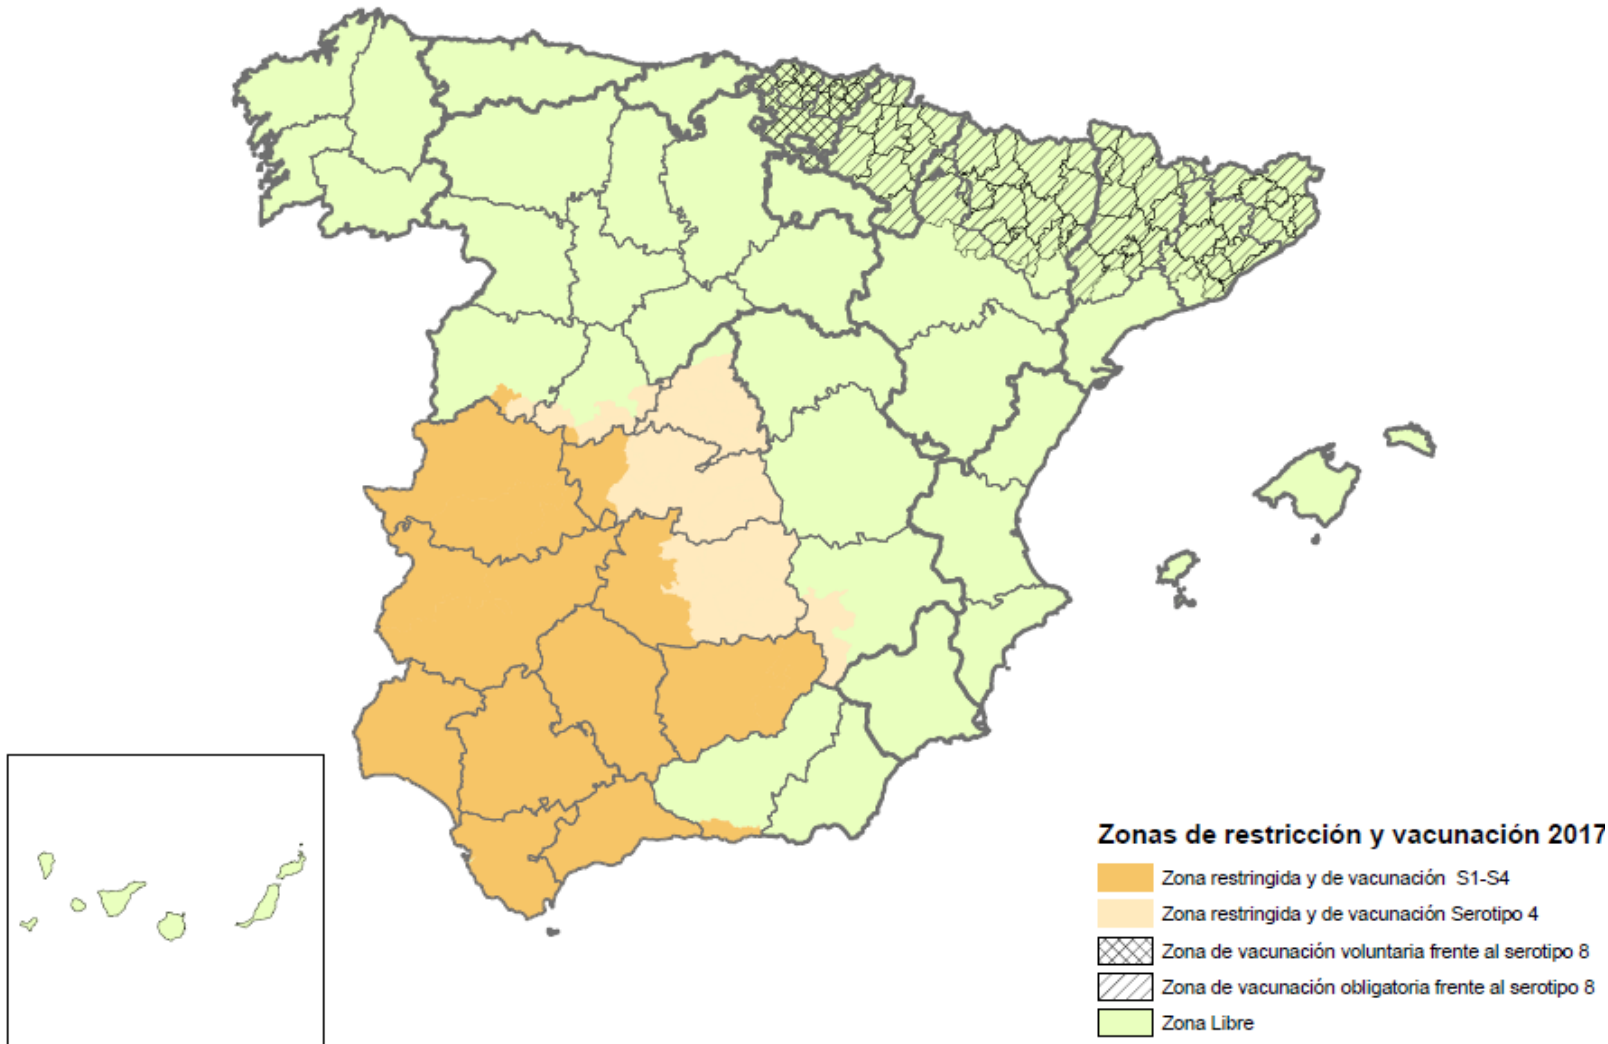 Zonas de restricción y vacunación 2017
Zona restringida y de vacunación S1-S4
Zona restringida y de vacunación Serotipo 4
Zona de vacunación voluntaria frente al serotipo 8
Zona de vacunación obligatoria frente al serotipo 8
Zona Libre